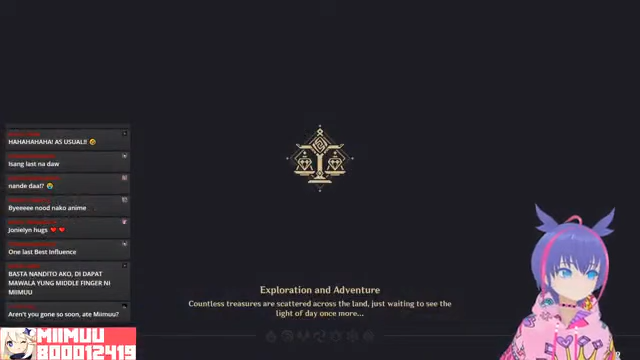 HAHAHAHAHA! AS USUAL!!
Isang last na daw
nande daa!?
Byeeeee nood nako anime
Jonielyn hugs
One last Best Influence
BASTA NANDITO AKO, DI DAPAT
MAWALA YUNG MIDDLE FINGER NI
MIIMUU
Aren't you gone so soon, ate Miimuu?
MIIMUU
800012419
Exploration and Adventure
Countless treasures are scattered across the land, just waiting to see the
light of day once more...